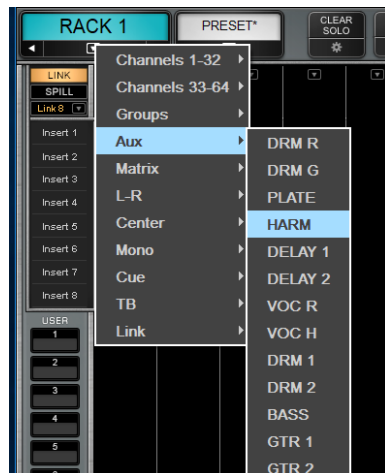 RACK 1
PRESET*
CLEAR
SOLO
LINK
SPILL
Link 8
Insert 1
Insert 2
Insert 3
Insert 4
Insert 5
Insert 6
Insert 7
Insert 8
USER
1
2
3
4
5
Channels 1-32
Channels 33-64
Groups
Aux
Matrix
L-R
Center
Mono
Cue
TB
Link
DRM R
DRM G
PLATE
HARM
DELAY 1
DELAY 2
VOC R
VOC H
DRM 1
DRM 2
BASS
GTR 1
GTR 2